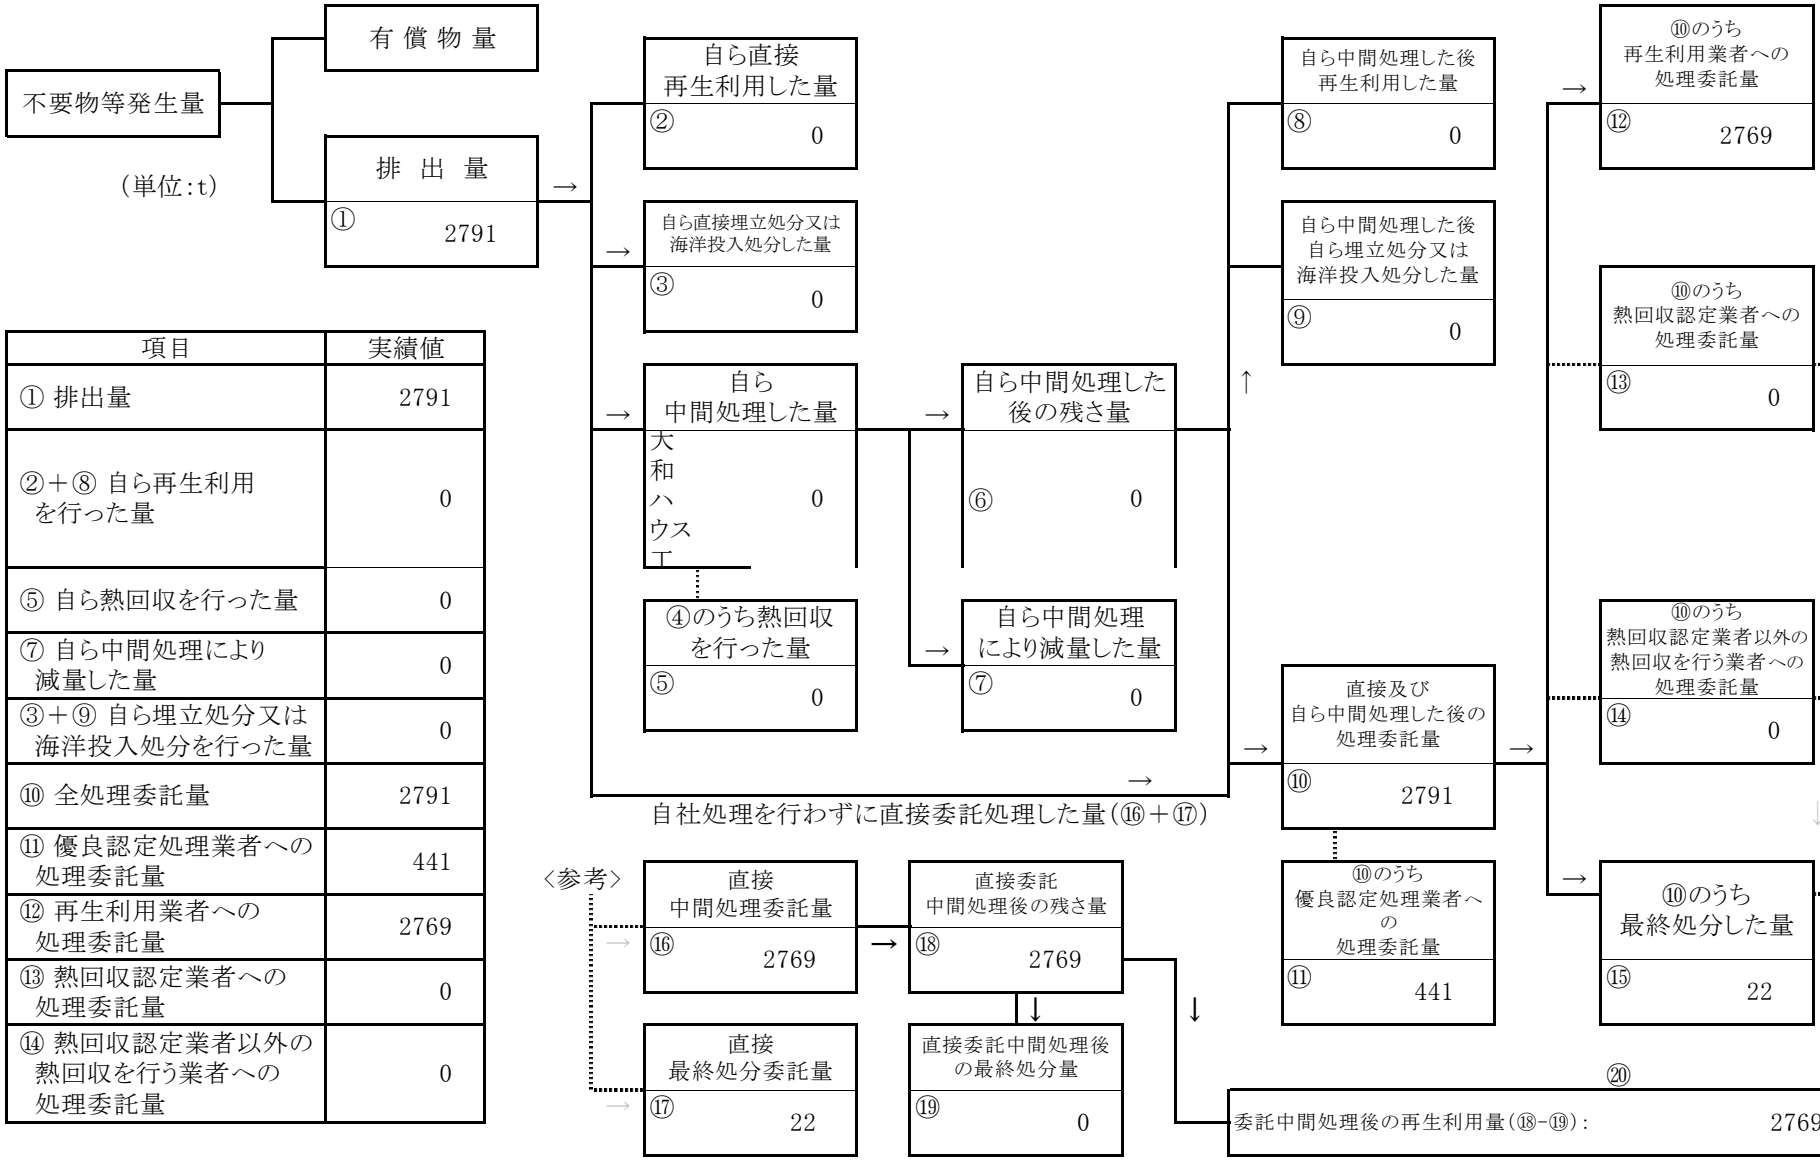 不要物等発生量
(単位:t)
有 償 物 量
排 出 量
① 2791
→
自ら直接
再生利用した量
② 0
→
自ら直接埋立処分又は
海洋投入処分した量
③ 0
→
自ら
中間処理した量
大
和
ハ
ウス
工
0
④のうち熱回収
を行った量
⑤ 0
→
自ら中間処理した
後の残さ量
⑥ 0
→
自ら中間処理
により減量した量
⑦ 0
↑
自ら中間処理した後
再生利用した量
⑧ 0
自ら中間処理した後
自ら埋立処分又は
海洋投入処分した量
⑨ 0
→
自社処理を行わずに直接委託処理した量(⑯+⑰)
→
直接及び
自ら中間処理した後の
処理委託量
⑩ 2791
⑩のうち
優良認定処理業者へ
の
処理委託量
⑪ 441
→
→
⑩のうち
再生利用業者への
処理委託量
⑫ 2769
⑩のうち
熱回収認定業者への
処理委託量
⑬ 0
⑩のうち
熱回収認定業者以外の
熱回収を行う業者への
処理委託量
⑭ 0
↓
→
⑩のうち
最終処分した量
⑮ 22
項目 実績値
① 排出量 2791
②+⑧ 自ら再生利用
を行った量 0
⑤ 自ら熱回収を行った量 0
⑦ 自ら中間処理により
減量した量 0
③+⑨ 自ら埋立処分又は
海洋投入処分を行った量 0
⑩ 全処理委託量 2791
⑪ 優良認定処理業者への
処理委託量 441
⑫ 再生利用業者への
処理委託量 2769
⑬ 熱回収認定業者への
処理委託量 0
⑭ 熱回収認定業者以外の
熱回収を行う業者への
処理委託量 0
<参考>
→
直接
中間処理委託量
⑯ 2769
→
直接委託
中間処理後の残さ量
⑱ 2769
↓
↓
→
直接
最終処分委託量
⑰ 22
直接委託中間処理後
の最終処分量
⑲ 0
⑳
委託中間処理後の再生利用量(⑱-⑲): 2769